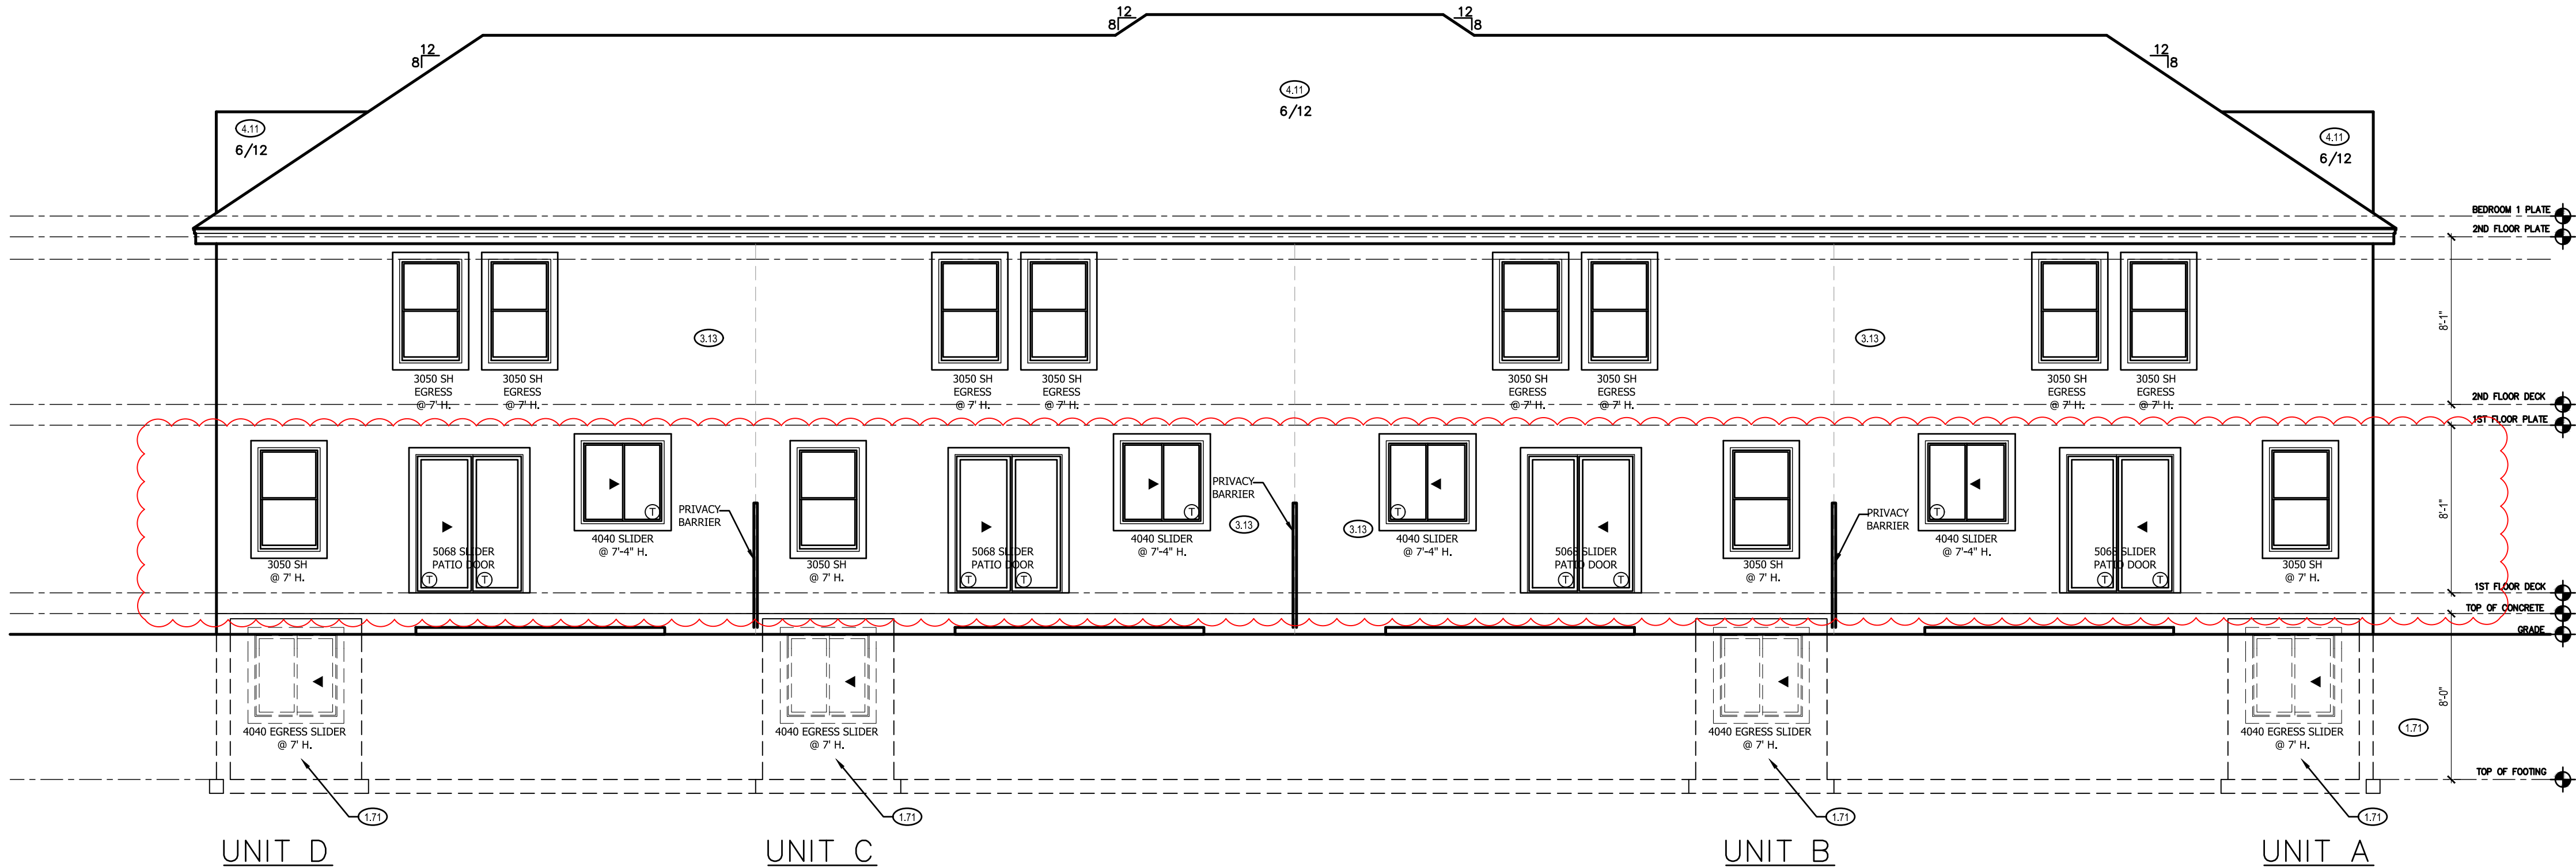 12
8
12
8
12
8
12
8
4.11
6/12
4.11
6/12
4.11
6/12
BEDROOM 1 PLATE
2ND FLOOR PLATE
3.13
3.13
8'-1"
3050 SH
EGRESS
@ 7' H.
3050 SH
EGRESS
@ 7' H.
3050 SH
EGRESS
@ 7' H.
3050 SH
EGRESS
@ 7' H.
3050 SH
EGRESS
@ 7' H.
3050 SH
EGRESS
@ 7' H.
3050 SH
EGRESS
@ 7' H.
3050 SH
EGRESS
@ 7' H.
2ND FLOOR DECK
1ST FLOOR PLATE
3050 SH
@ 7' H.
5068 SLIDER
PATIO DOOR
T
T
T
4040 SLIDER
@ 7'-4" H.
PRIVACY
BARRIER
3050 SH
@ 7' H.
5068 SLIDER
PATIO DOOR
T
T
T
4040 SLIDER
@ 7'-4" H.
PRIVACY
BARRIER
3.13
3.13
T
4040 SLIDER
@ 7'-4" H.
5068 SLIDER
PATIO DOOR
T
T
3050 SH
@ 7' H.
PRIVACY
BARRIER
T
4040 SLIDER
@ 7'-4" H.
5068 SLIDER
PATIO DOOR
T
T
3050 SH
@ 7' H.
8'-1"
1ST FLOOR DECK
TOP OF CONCRETE
GRADE
4040 EGRESS SLIDER
@ 7' H.
4040 EGRESS SLIDER
@ 7' H.
4040 EGRESS SLIDER
@ 7' H.
4040 EGRESS SLIDER
@ 7' H.
8'-0"
1.71
TOP OF FOOTING
1.71
1.71
1.71
1.71
UNIT D
UNIT C
UNIT B
UNIT A